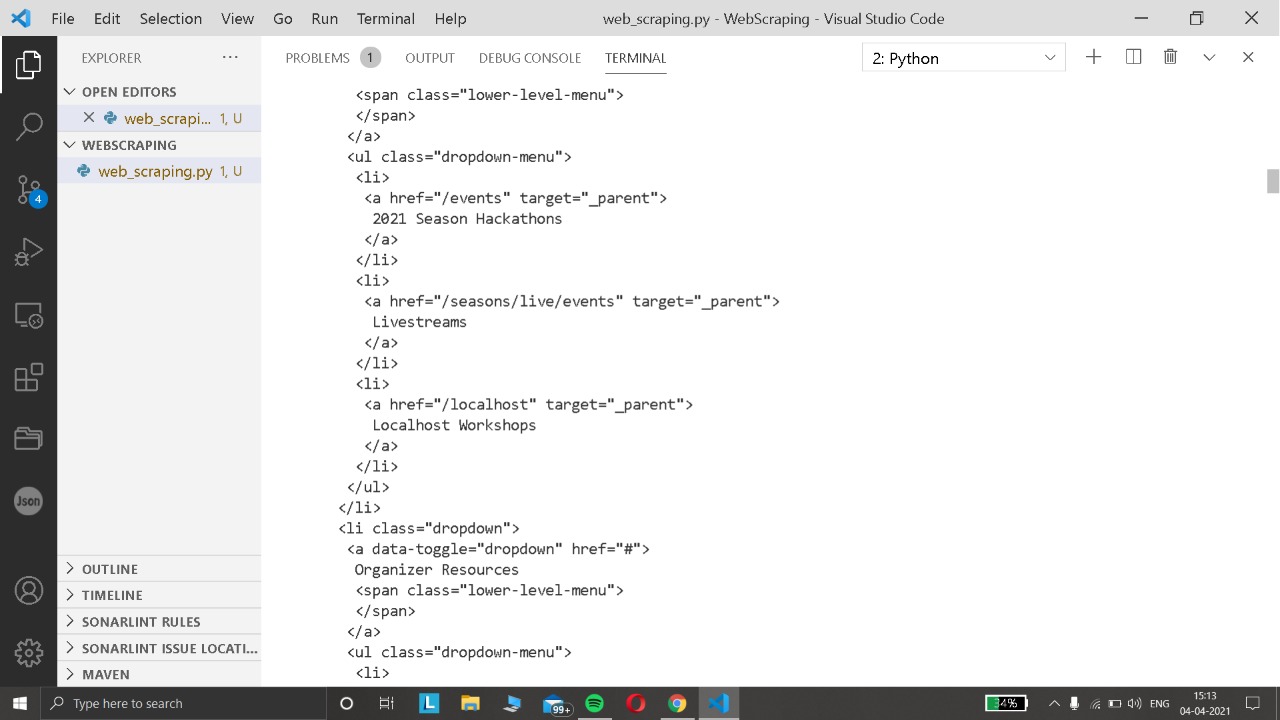 File Edit Selection View Go Run Terminal Help web_scraping.py - WebScraping - Visual Studio Code
EXPLORER ...
OPEN EDITORS
web_scrapi... 1, U
WEBSCRAPING
web_scraping.py 1, U
4
Json
OUTLINE
TIMELINE
SONARLINT RULES
SONARLINT ISSUE LOCATI...
MAVEN
PROBLEMS 1 OUTPUT DEBUG CONSOLE TERMINAL 2: Python
<span class="lower-level-menu">
</span>
</a>
<ul class="dropdown-menu">
<li>
<a href="/events" target="_parent">
2021 Season Hackathons
</a>
</li>
<li>
<a href="/seasons/live/events" target="_parent">
Livestreams
</a>
</li>
<li>
<a href="/localhost" target="_parent">
Localhost Workshops
</a>
</li>
</ul>
</li>
<li class="dropdown">
<a data-toggle="dropdown" href="#">
Organizer Resources
<span class="lower-level-menu">
</span>
</a>
<ul class="dropdown-menu">
<li>
Type here to search
L
99+
34%
ENG
15:13
04-04-2021